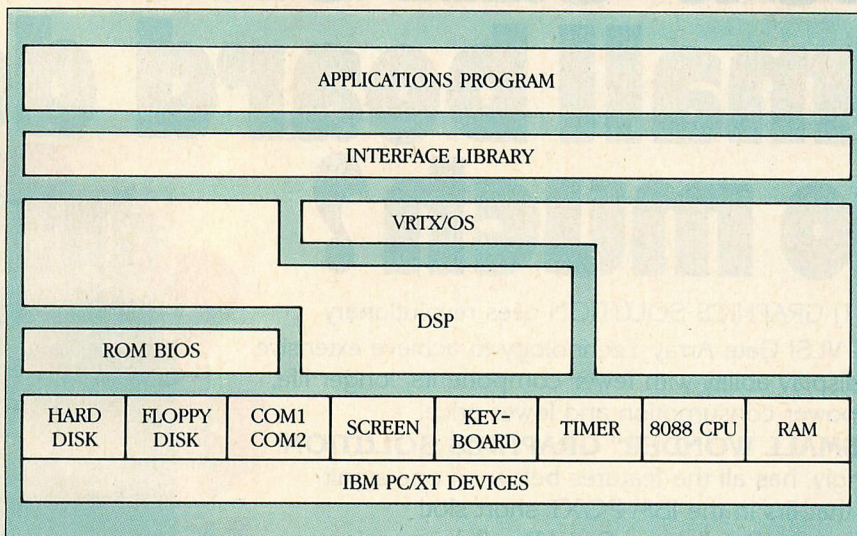 APPLICATIONS PROGRAM
INTERFACE LIBRARY
VRTX/OS
DSP
ROM BIOS
HARD
DISK
FLOPPY
DISK
COM1
COM2
SCREEN
KEY-
BOARD
TIMER
8088 CPU
RAM
IBM PC/XT DEVICES